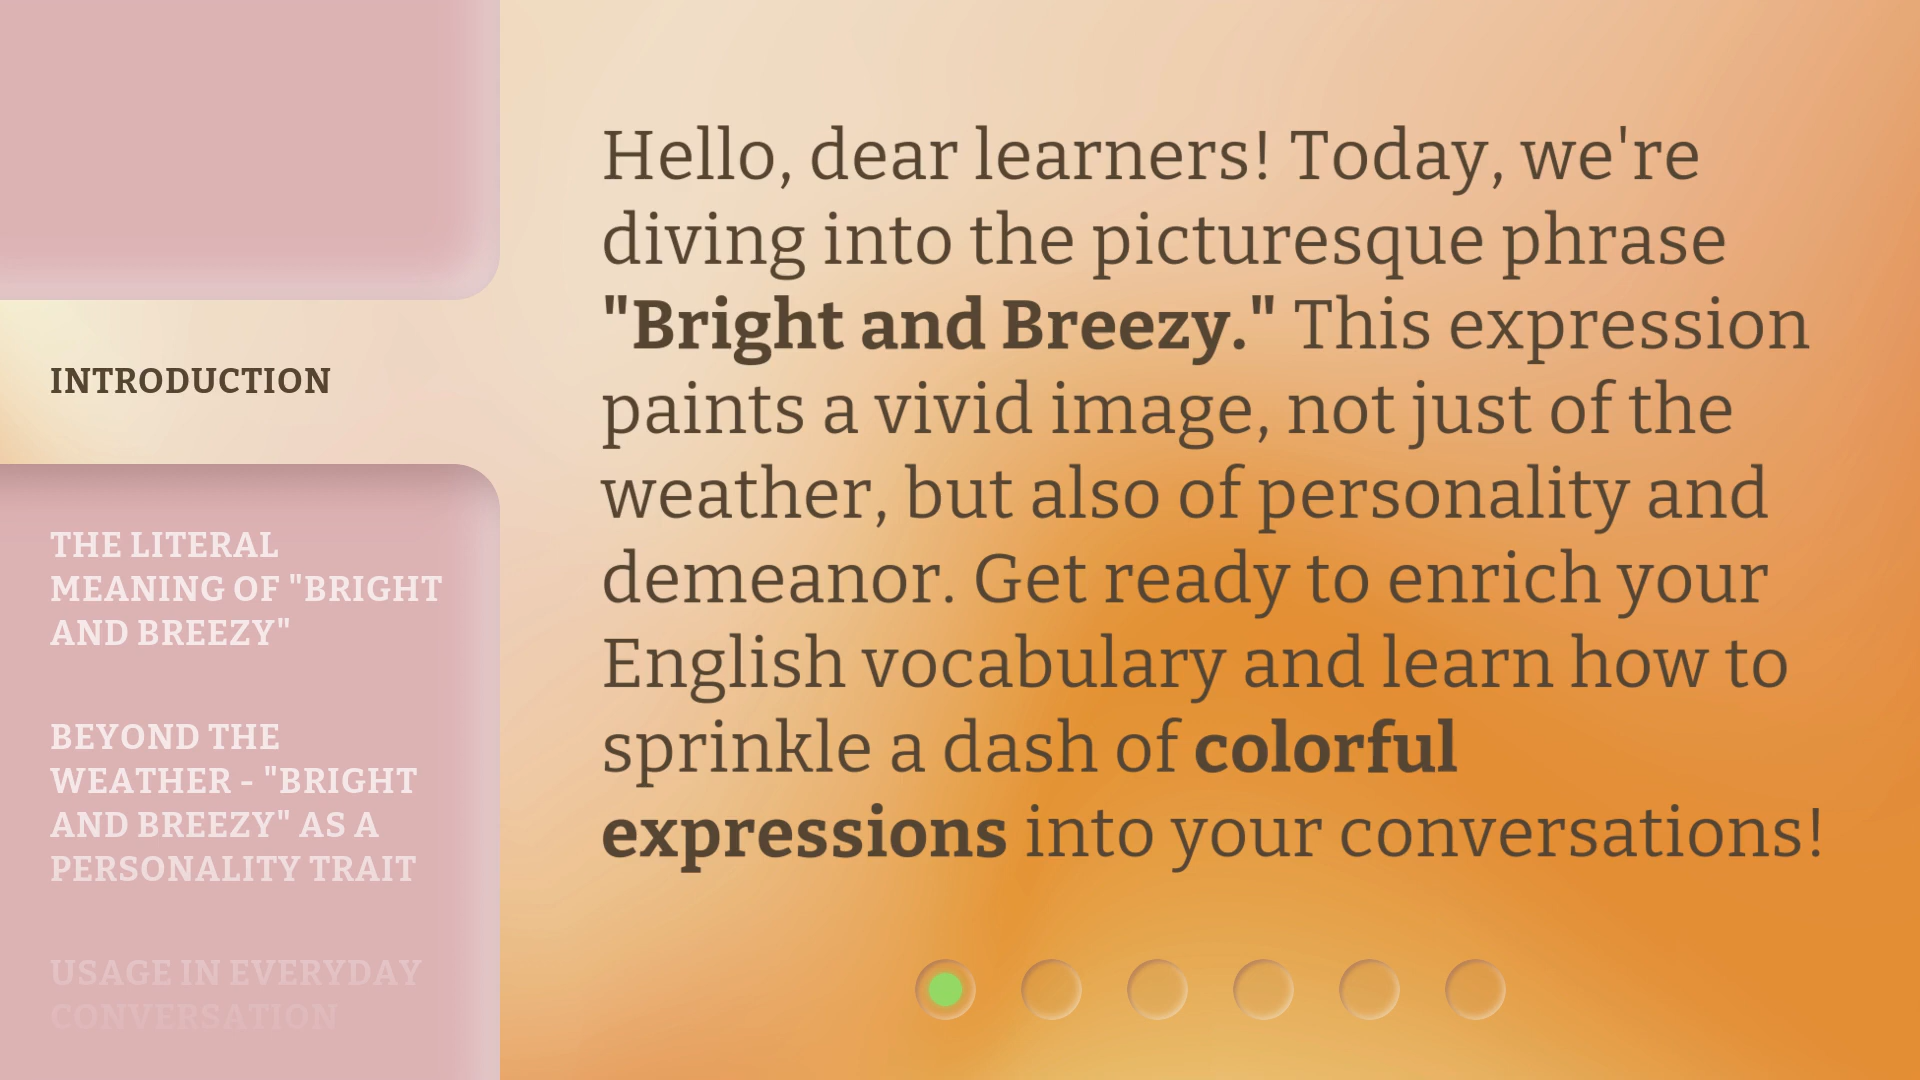 INTRODUCTION
THE LITERAL
MEANING OF "BRIGHT
AND BREEZY"
BEYOND THE
WEATHER - "BRIGHT
AND BREEZY" AS A
PERSONALITY TRAIT
USAGE IN EVERYDAY
CONVERSATION
Hello, dear learners! Today, we're
diving into the picturesque phrase
"Bright and Breezy." This expression
paints a vivid image, not just of the
weather, but also of personality and
demeanor. Get ready to enrich your
English vocabulary and learn how to
sprinkle a dash of colorful
expressions into your conversations!